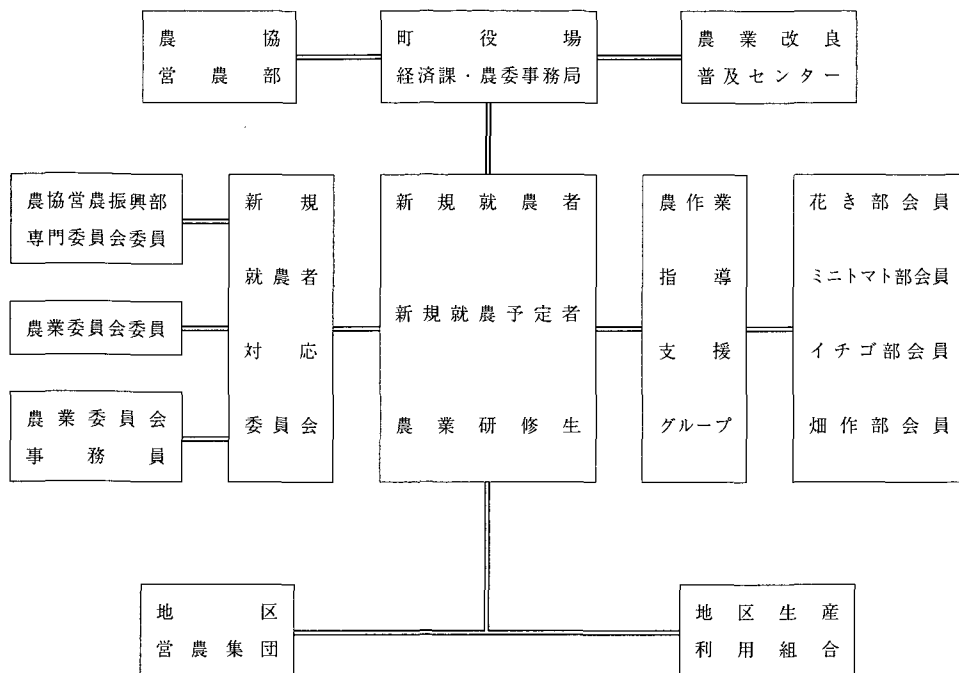 農協
営農部
町役場
経済課・農委事務局
農業改良
普及センター
農協営農振興部
専門委員会委員
農業委員会委員
農業委員会
事務員
新規
就農者
対応
委員会
新規就農者
新規就農予定者
農業研修生
農作業
指導
支援
グループ
花き部会員
ミニトマト部会員
イチゴ部会員
畑作部会員
地区
営農集団
地区生産
利用組合